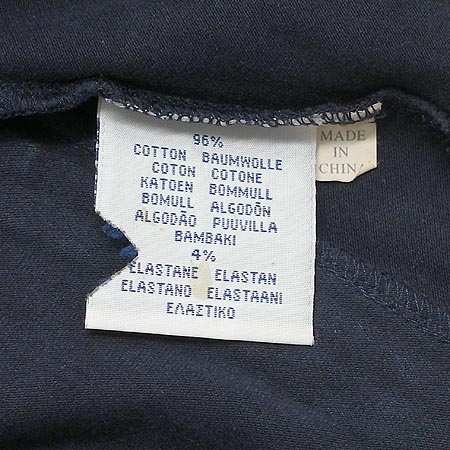 96%
COTTON BAUMWOLLE
COTON COTONE
KATOEN BOMMULL
BOMULL ALGODÓN
ALGODÃO PUUVILLA
BAMBAKI
4%
ELASTANE ELASTAN
ELASTANO ELASTAANI
ΕΛΑΣΤΙΚΟ
MADE
IN
CHINA